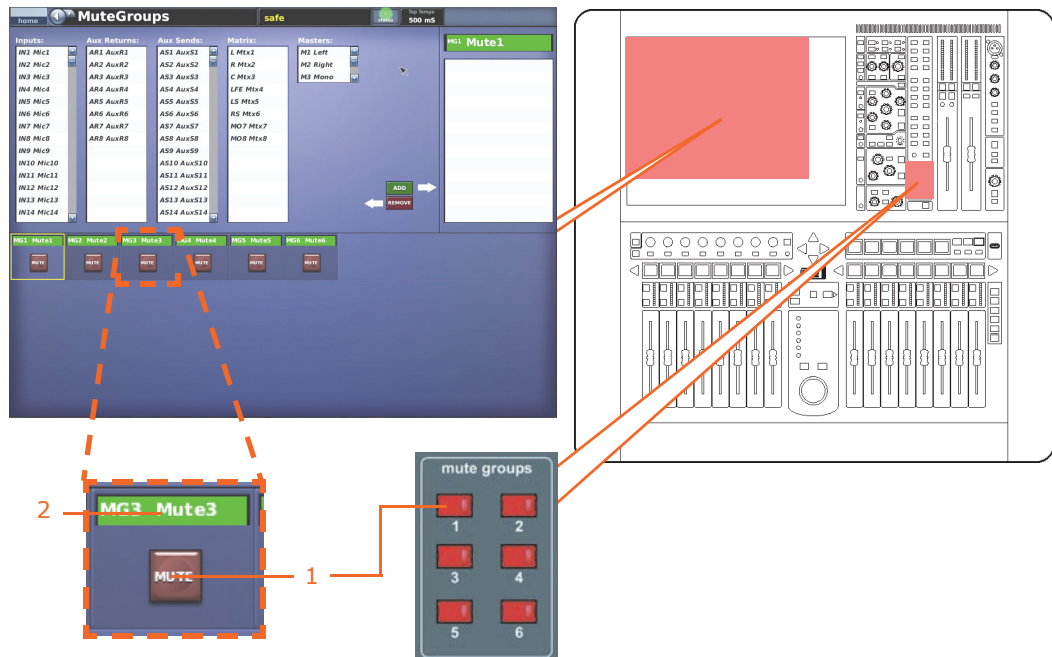 home MuteGroups safe status Tap Tempo 500 mS
Inputs: Aux Returns: Aux Sends: Matrix: Masters: MG1 Mute1
IN1 Mic1 AR1 AuxR1 AS1 AuxS1 L Mtx1 M1 Left
IN2 Mic2 AR2 AuxR2 AS2 AuxS2 R Mtx2 M2 Right
IN3 Mic3 AR3 AuxR3 AS3 AuxS3 C Mtx3 M3 Mono
IN4 Mic4 AR4 AuxR4 AS4 AuxS4 LFE Mtx4
IN5 Mic5 AR5 AuxR5 AS5 AuxS5 LS Mtx5
IN6 Mic6 AR6 AuxR6 AS6 AuxS6 RS Mtx6
IN7 Mic7 AR7 AuxR7 AS7 AuxS7 MO7 Mtx7
IN8 Mic8 AR8 AuxR8 AS8 AuxS8 MO8 Mtx8
IN9 Mic9 AS9 AuxS9
IN10 Mic10 AS10 AuxS10
IN11 Mic11 AS11 AuxS11
IN12 Mic12 AS12 AuxS12
IN13 Mic13 AS13 AuxS13
IN14 Mic14 AS14 AuxS14
ADD
REMOVE
MG1 Mute1 MG2 Mute2 MG3 Mute3 MG4 Mute4 MG5 Mute5 MG6 Mute6
MUTE MUTE MUTE MUTE MUTE MUTE
2
MG3 Mute3
MUTE
1
mute groups
1 2
3 4
5 6